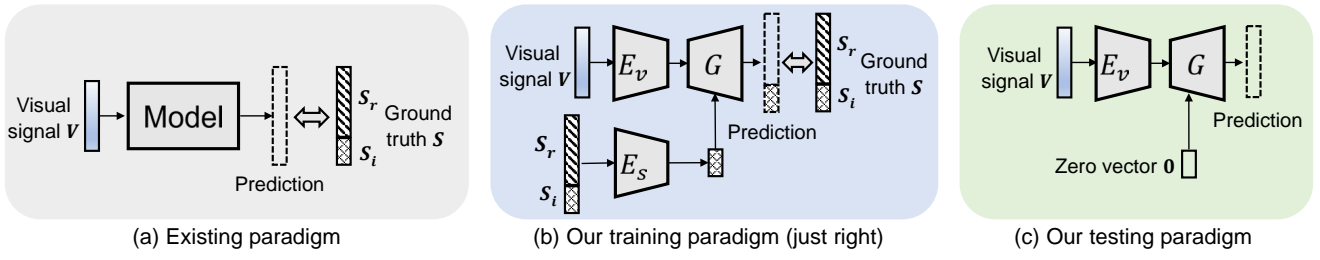 Visual
signal V
Model
Prediction
S_r
S_i
Ground
truth S
(a) Existing paradigm
Visual
signal V
E_v
G
Prediction
S_r
S_i
Ground
truth S
S_r
S_i
E_s
(b) Our training paradigm (just right)
Visual
signal V
E_v
G
Prediction
Zero vector 0
(c) Our testing paradigm